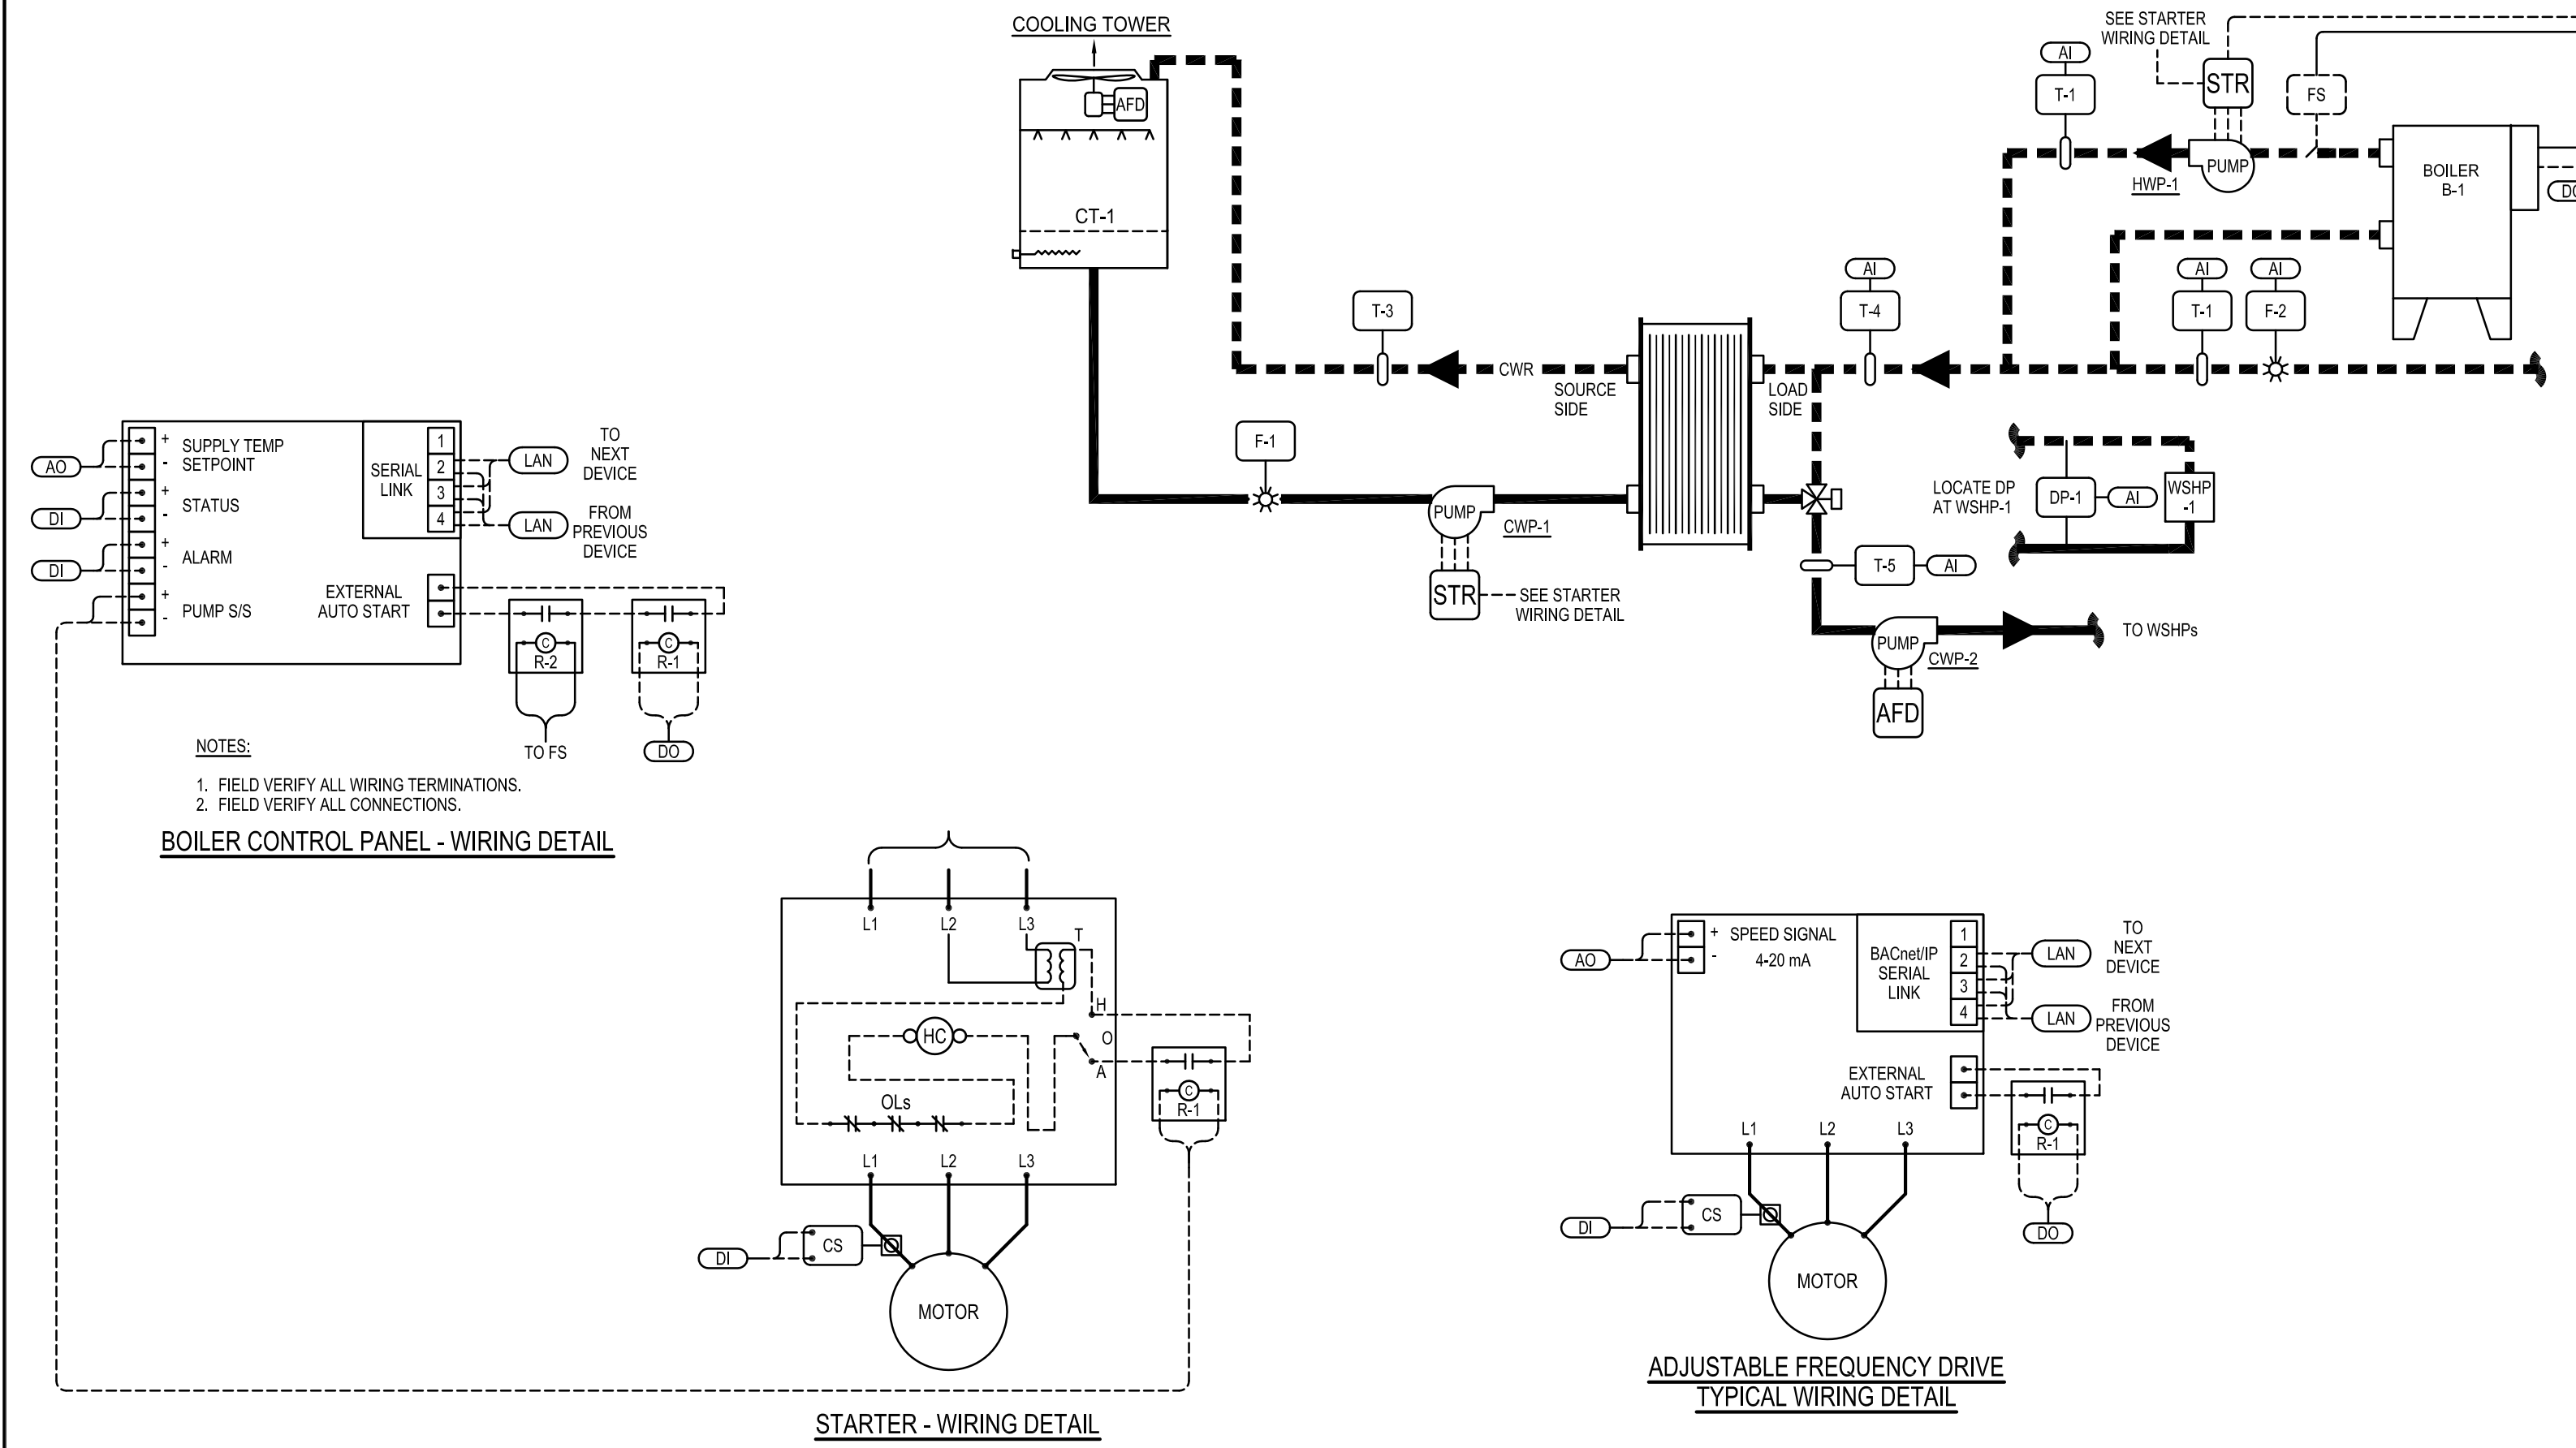 COOLING TOWER
AFD
CT-1
SEE STARTER
WIRING DETAIL
AI
T-1
STR
FS
PUMP
HWP-1
BOILER
B-1
AI
T-1
AI
F-2
AI
T-4
T-3
CWR
SOURCE
SIDE
LOAD
SIDE
F-1
PUMP
CWP-1
STR
SEE STARTER
WIRING DETAIL
LOCATE DP
AT WSHP-1
DP-1
AI
WSHP
-1
T-5
AI
PUMP
CWP-2
AFD
TO WSHPs
AO
+
-
SUPPLY TEMP
SETPOINT
DI
+
-
STATUS
DI
+
-
ALARM
+
-
PUMP S/S
SERIAL
LINK
1
2
3
4
LAN
TO
NEXT
DEVICE
LAN
FROM
PREVIOUS
DEVICE
EXTERNAL
AUTO START
C
R-2
TO FS
C
R-1
DO
NOTES:
1. FIELD VERIFY ALL WIRING TERMINATIONS.
2. FIELD VERIFY ALL CONNECTIONS.
BOILER CONTROL PANEL - WIRING DETAIL
L1
L2
L3
T
H
O
A
HC
OLs
C
R-1
L1
L2
L3
DI
CS
MOTOR
STARTER - WIRING DETAIL
AO
+
-
SPEED SIGNAL
4-20 mA
BACnet/IP
SERIAL
LINK
1
2
3
4
LAN
TO
NEXT
DEVICE
LAN
FROM
PREVIOUS
DEVICE
EXTERNAL
AUTO START
C
R-1
DO
L1
L2
L3
DI
CS
MOTOR
ADJUSTABLE FREQUENCY DRIVE
TYPICAL WIRING DETAIL